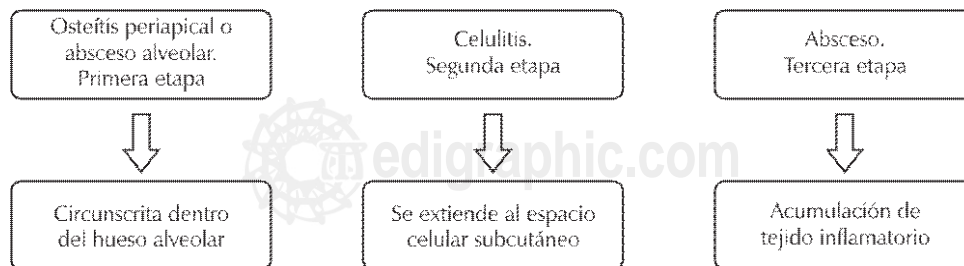 Osteítis periapical o
absceso alveolar.
Primera etapa
Celulitis.
Segunda etapa
Absceso.
Tercera etapa
edigraphic.com
Circunscrita dentro
del hueso alveolar
Se extiende al espacio
celular subcutáneo
Acumulación de
tejido inflamatorio